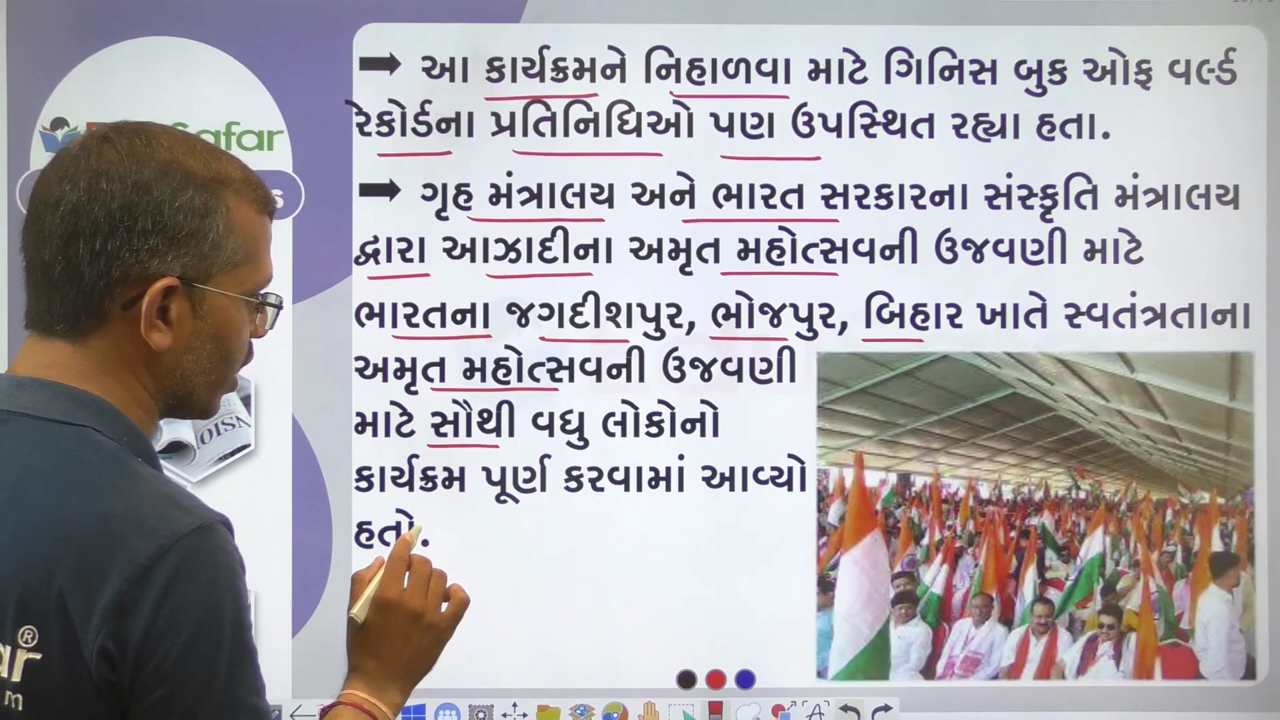 ➡ આ કાર્યક્રમને નિહાળવા માટે ગિનિસ બુક ઓફ વર્લ્ડ
રેકોર્ડના પ્રતિનિધિઓ પણ ઉપસ્થિત રહ્યા હતા.
➡ ગૃહ મંત્રાલય અને ભારત સરકારના સંસ્કૃતિ મંત્રાલય
દ્વારા આઝાદીના અમૃત મહોત્સવની ઉજવણી માટે
ભારતના જગદીશપુર, ભોજપુર, બિહાર ખાતે સ્વતંત્રતાના
અમૃત મહોત્સવની ઉજવણી
માટે સૌથી વધુ લોકોનો
કાર્યક્રમ પૂર્ણ કરવામાં આવ્યો
હતો.